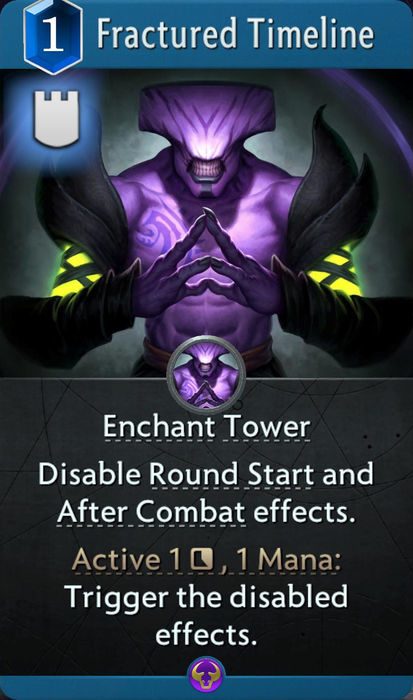 1 Fractured Timeline
Enchant Tower
Disable Round Start and
After Combat effects.
Active 1 , 1 Mana:
Trigger the disabled
effects.